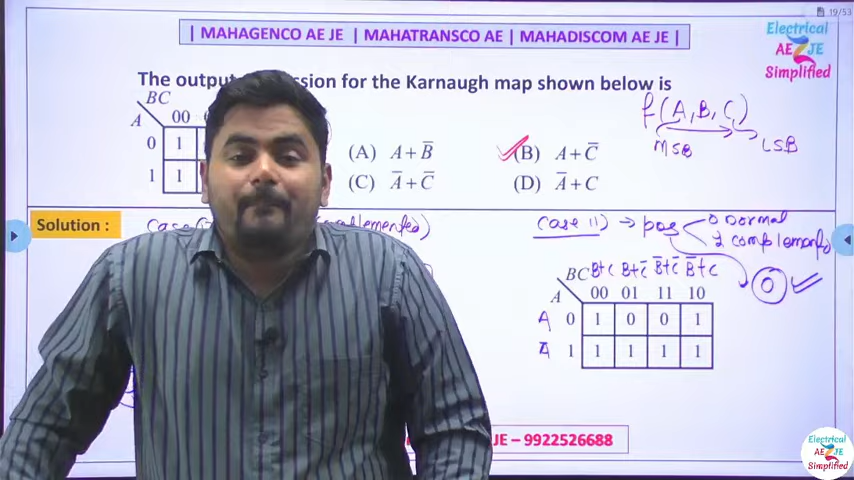 19/53
| MAHAGENCO AE JE | MAHATRANSCO AE | MAHADISCOM AE JE |
Electrical
AE JE
Simplified
The output ssion for the Karnaugh map shown below is
BC
A 00
0 1
1 1
(A) A + B̅
(B) A + C̅
(C) A̅ + C̅
(D) A̅ + C
f(A, B, C)
MSB LSB
Solution :
Case II) → pos
0 normal
1 complemented
0
BC B+C B+C̅ B̅+C̅ B̅+C
A 00 01 11 10
A 0 1 0 0 1
A̅ 1 1 1 1 1
JE – 9922526688
Electrical
AE JE
Simplified